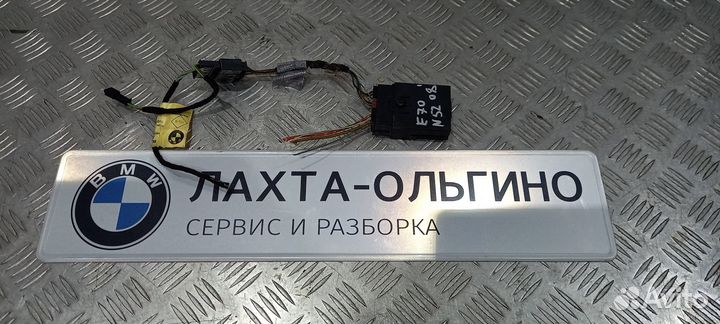 E70
N52 08'
BMW
ЛАХТА-ОЛЬГИНО
СЕРВИС И РАЗБОРКА
Avito